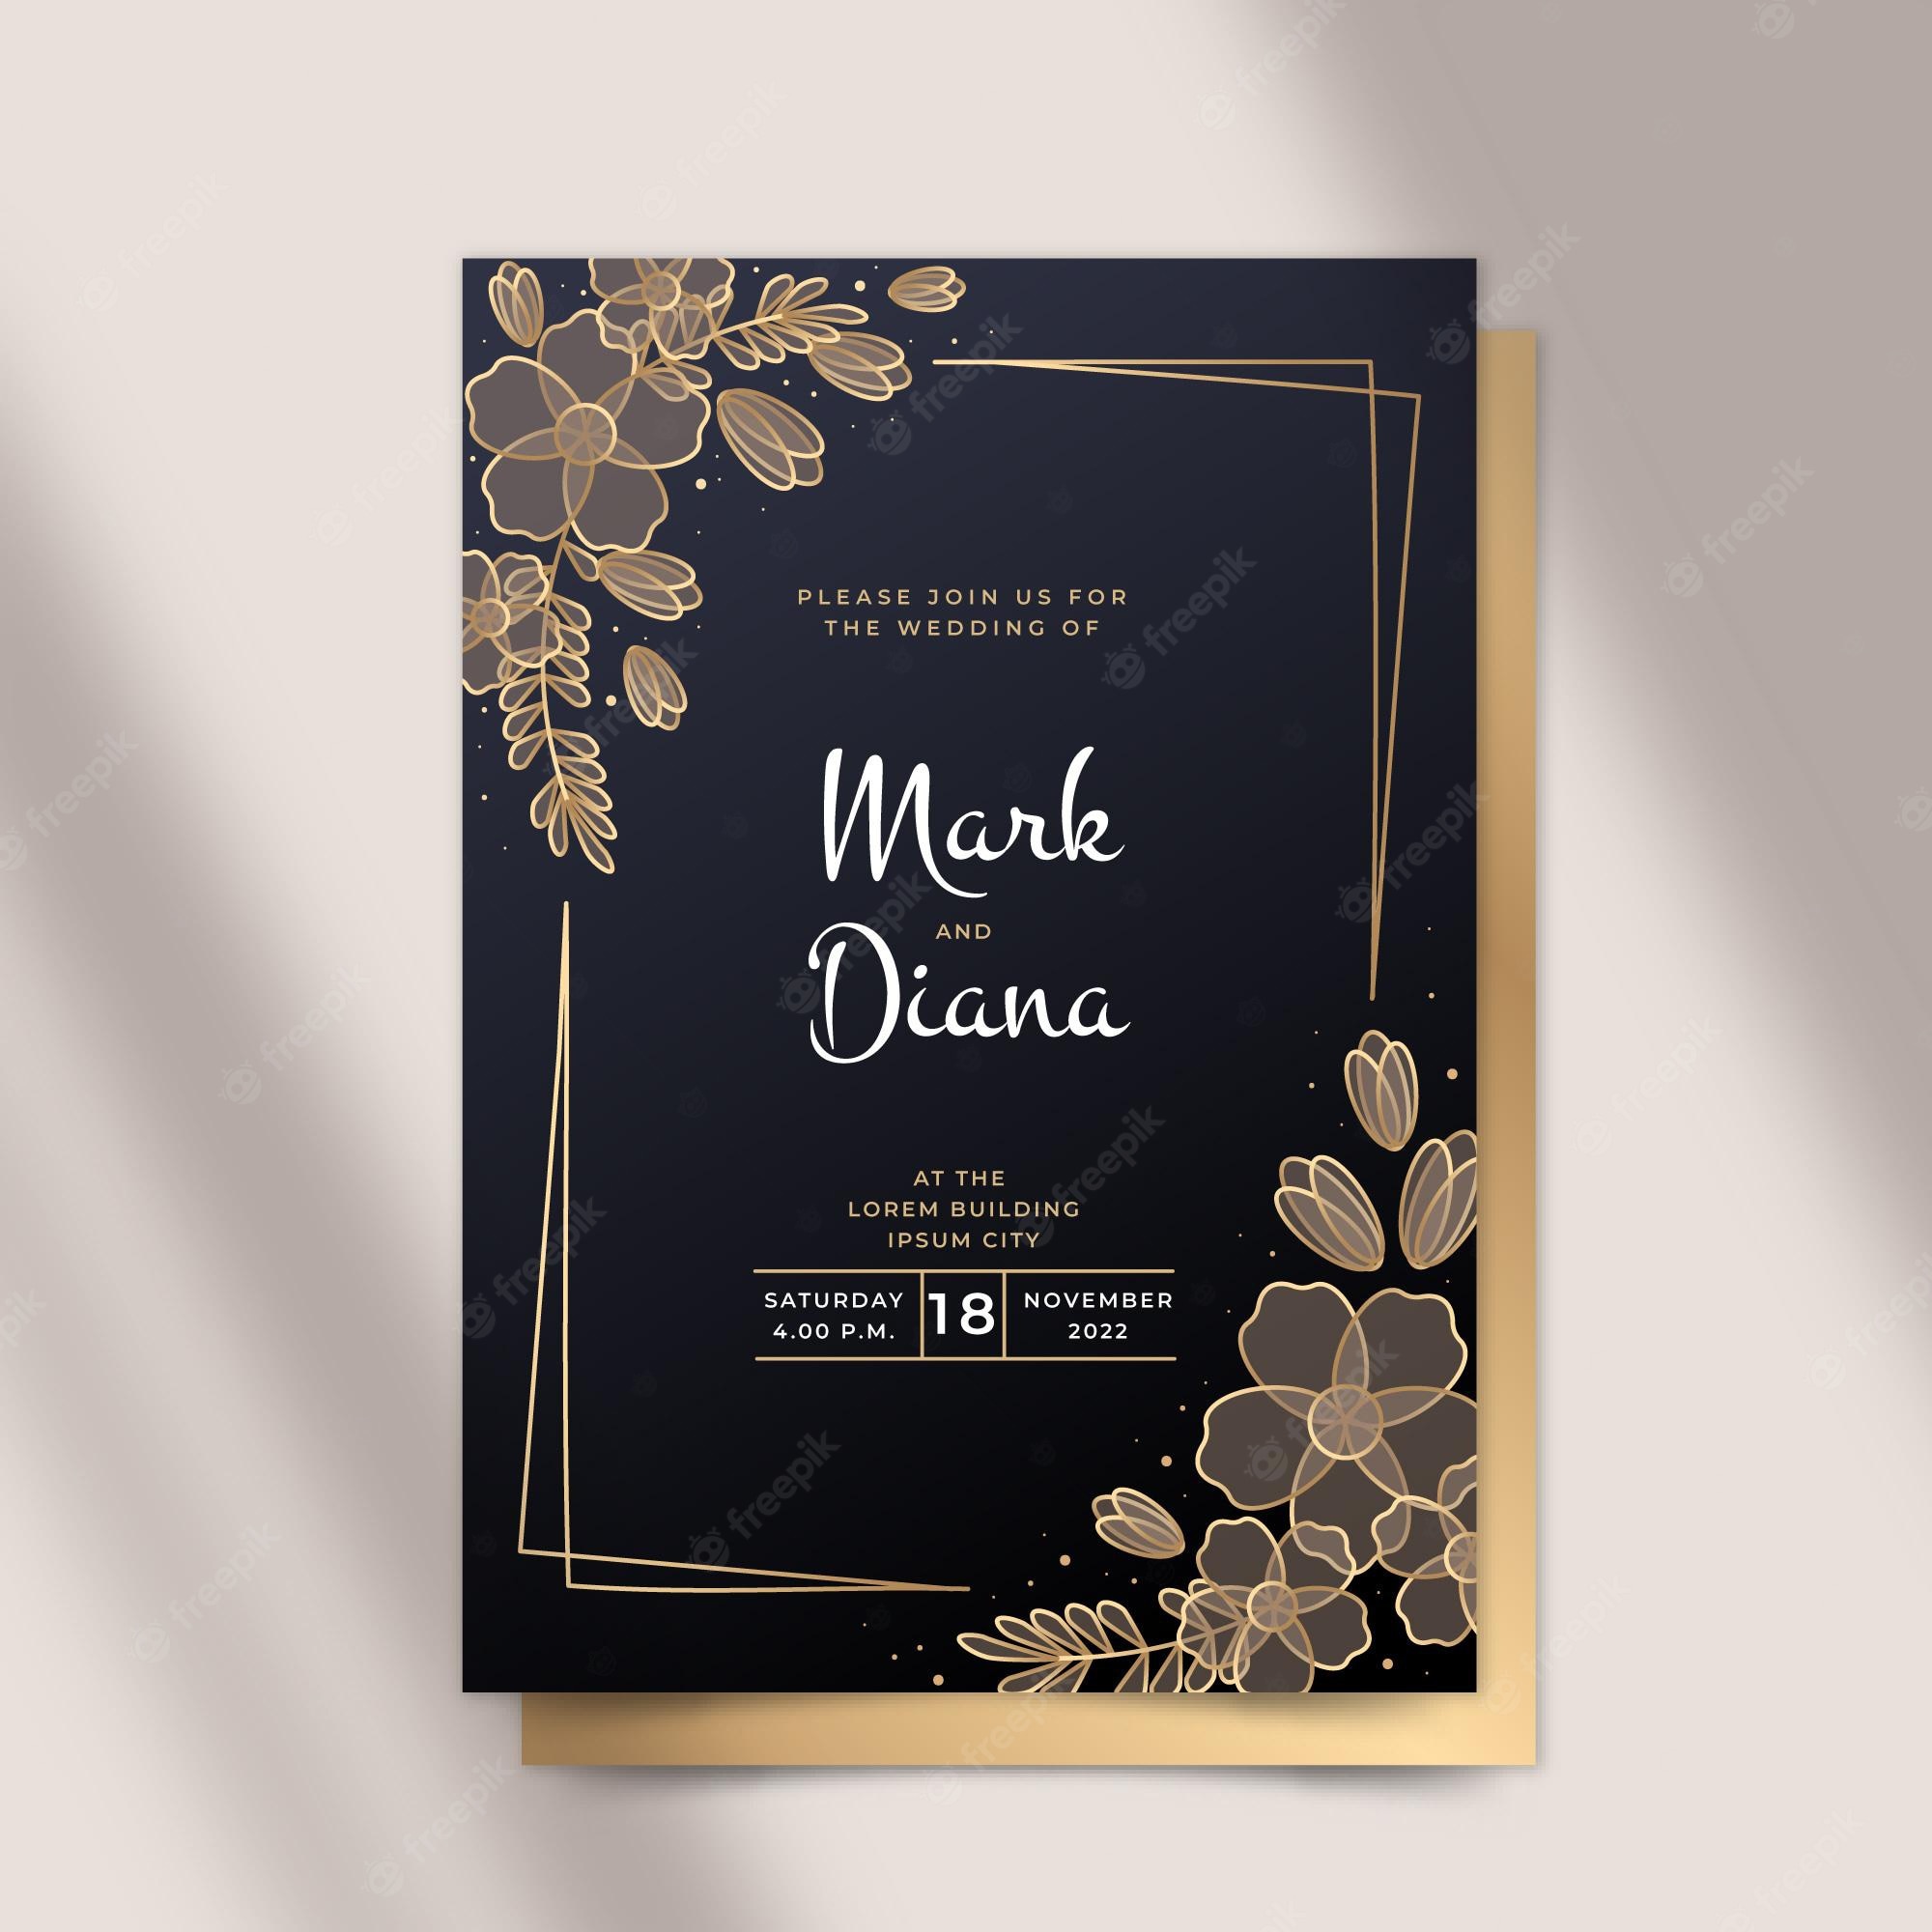 PLEASE JOIN US FOR
THE WEDDING OF
Mark
AND
Diana
AT THE
LOREM BUILDING
IPSUM CITY
SATURDAY
4.00 P.M.
18
NOVEMBER
2022
freepik